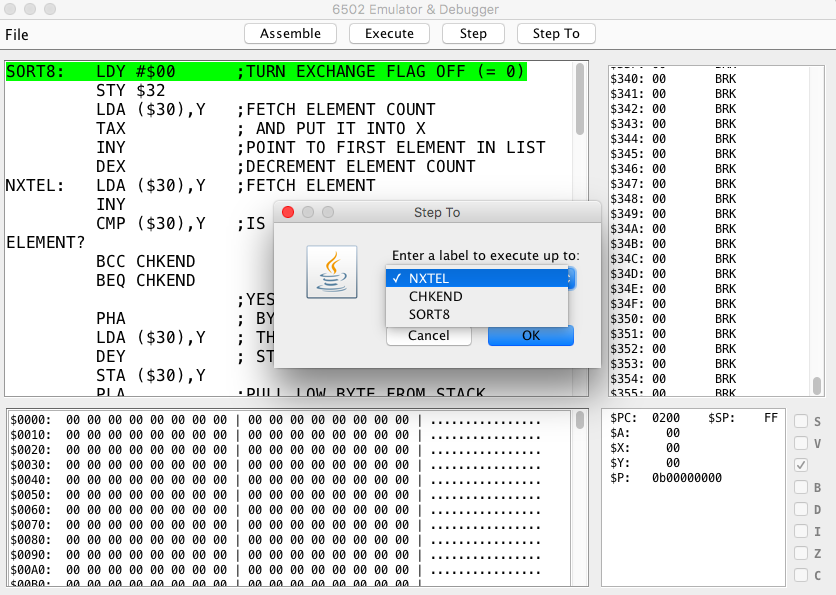 6502 Emulator & Debugger
File
Assemble
Execute
Step
Step To
SORT8: LDY #$00 ;TURN EXCHANGE FLAG OFF (= 0)
STY $32
LDA ($30),Y ;FETCH ELEMENT COUNT
TAX ; AND PUT IT INTO X
INY ;POINT TO FIRST ELEMENT IN LIST
DEX ;DECREMENT ELEMENT COUNT
NXTEL: LDA ($30),Y ;FETCH ELEMENT
INY
CMP ($30),Y ;IS
ELEMENT?
BCC CHKEND
BEQ CHKEND
;YES
PHA ; BY
LDA ($30),Y ; TH
DEY ; ST
STA ($30),Y
PLA ;PULL LOW BYTE FROM STACK
$340: 00 BRK
$341: 00 BRK
$342: 00 BRK
$343: 00 BRK
$344: 00 BRK
$345: 00 BRK
$346: 00 BRK
$347: 00 BRK
$348: 00 BRK
$349: 00 BRK
$34A: 00 BRK
$34B: 00 BRK
$34C: 00 BRK
$34D: 00 BRK
$34E: 00 BRK
$34F: 00 BRK
$350: 00 BRK
$351: 00 BRK
$352: 00 BRK
$353: 00 BRK
$354: 00 BRK
$355: 00 BRK
Step To
Enter a label to execute up to:
✓ NXTEL
CHKEND
SORT8
Cancel
OK
$0000: 00 00 00 00 00 00 00 00 | 00 00 00 00 00 00 00 00 | ................
$0010: 00 00 00 00 00 00 00 00 | 00 00 00 00 00 00 00 00 | ................
$0020: 00 00 00 00 00 00 00 00 | 00 00 00 00 00 00 00 00 | ................
$0030: 00 00 00 00 00 00 00 00 | 00 00 00 00 00 00 00 00 | ................
$0040: 00 00 00 00 00 00 00 00 | 00 00 00 00 00 00 00 00 | ................
$0050: 00 00 00 00 00 00 00 00 | 00 00 00 00 00 00 00 00 | ................
$0060: 00 00 00 00 00 00 00 00 | 00 00 00 00 00 00 00 00 | ................
$0070: 00 00 00 00 00 00 00 00 | 00 00 00 00 00 00 00 00 | ................
$0080: 00 00 00 00 00 00 00 00 | 00 00 00 00 00 00 00 00 | ................
$0090: 00 00 00 00 00 00 00 00 | 00 00 00 00 00 00 00 00 | ................
$00A0: 00 00 00 00 00 00 00 00 | 00 00 00 00 00 00 00 00 | ................
$00B0: 00 00 00 00 00 00 00 00 | 00 00 00 00 00 00 00 00 |
$PC: 0200 $SP: FF
$A: 00
$X: 00
$Y: 00
$P: 0b00000000
S
V
B
D
I
Z
C